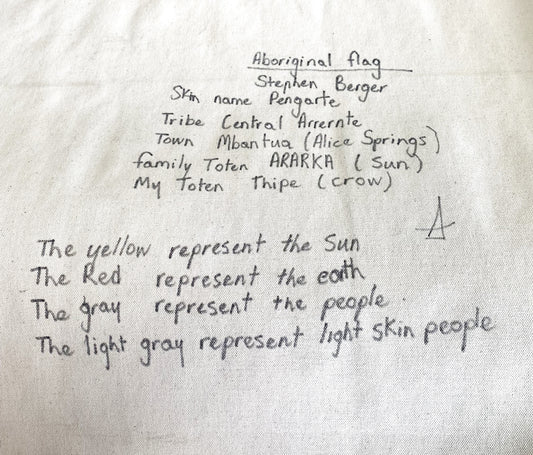 Aboriginal flag
Stephen Berger
Skin name Pengarte
Tribe Central Arrernte
Town Mbantua (Alice Springs)
family Toten ARARKA (Sun)
My Toten Thipe (crow)
The yellow represent the Sun
The Red represent the earth
The gray represent the people
The light gray represent light skin people